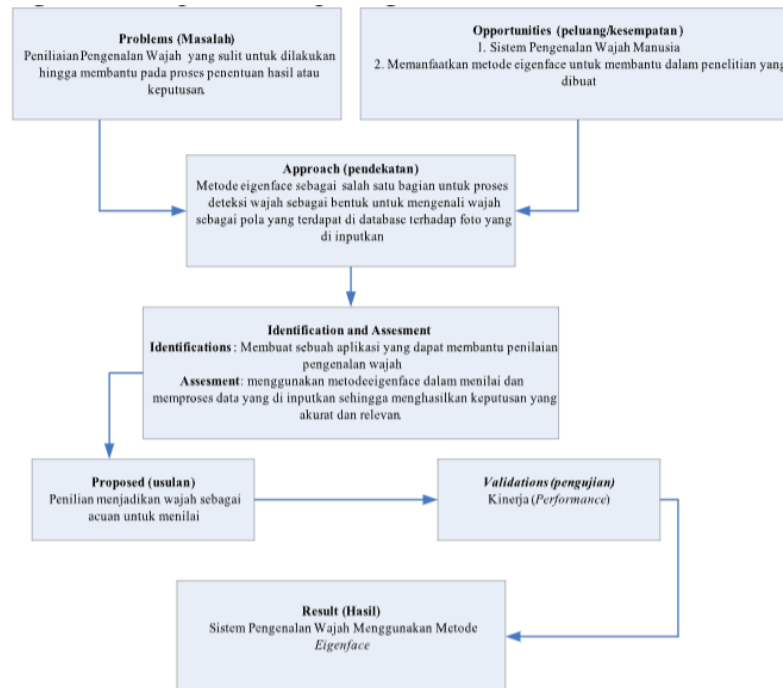 Problems (Masalah)
Peniliaian Pengenalan Wajah yang sulit untuk dilakukan
hingga membantu pada proses penentuan hasil atau
keputusan.
Opportunities (peluang/kesempatan)
1. Sistem Pengenalan Wajah Manusia
2. Memanfaatkan metode eigenface untuk membantu dalam penelitian yang
dibuat
Approach (pendekatan)
Metode eigenface sebagai salah satu bagian untuk proses
deteksi wajah sebagai bentuk untuk mengenali wajah
sebagai pola yang terdapat di database terhadap foto yang
di inputkan
Identification and Assesment
Identifications : Membuat sebuah aplikasi yang dapat membantu penilaian
pengenalan wajah
Assesment: menggunakan metodeeigenface dalam menilai dan
memproses data yang di inputkan sehingga menghasilkan keputusan yang
akurat dan relevan.
Proposed (usulan)
Penilian menjadikan wajah sebagai
acuan untuk menilai
Validations (pengujian)
Kinerja (Performance)
Result (Hasil)
Sistem Pengenalan Wajah Menggunakan Metode
Eigenface